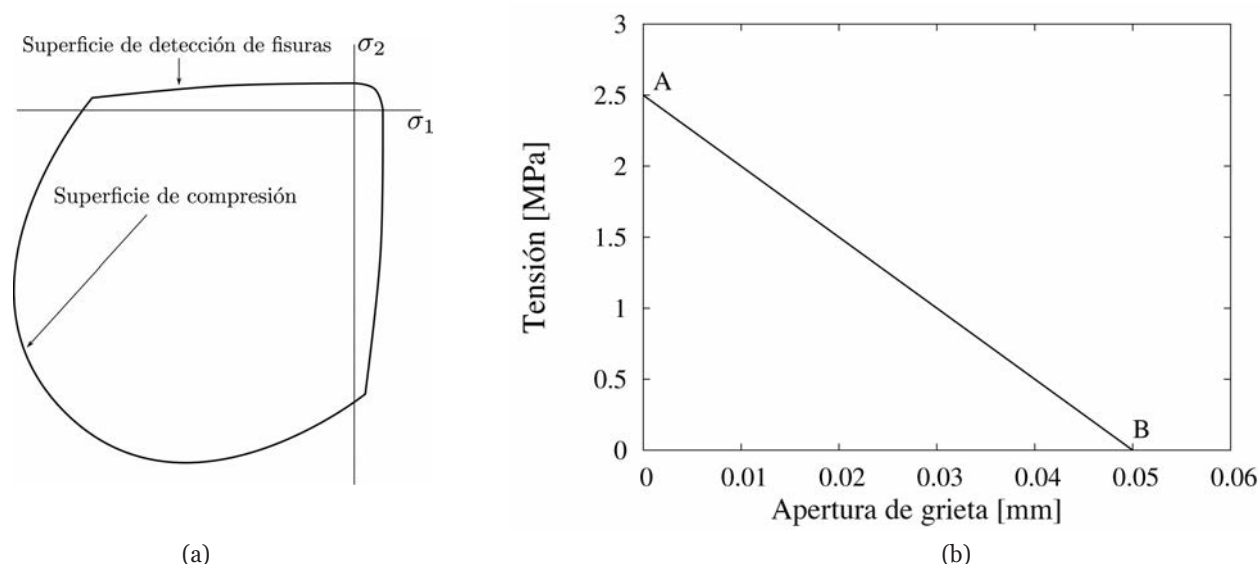 Superficie de detección de fisuras
σ2
σ1
Superficie de compresión
(a)
3
2.5
2
1.5
1
0.5
0
Tensión [MPa]
A
B
0 0.01 0.02 0.03 0.04 0.05 0.06
Apertura de grieta [mm]
(b)